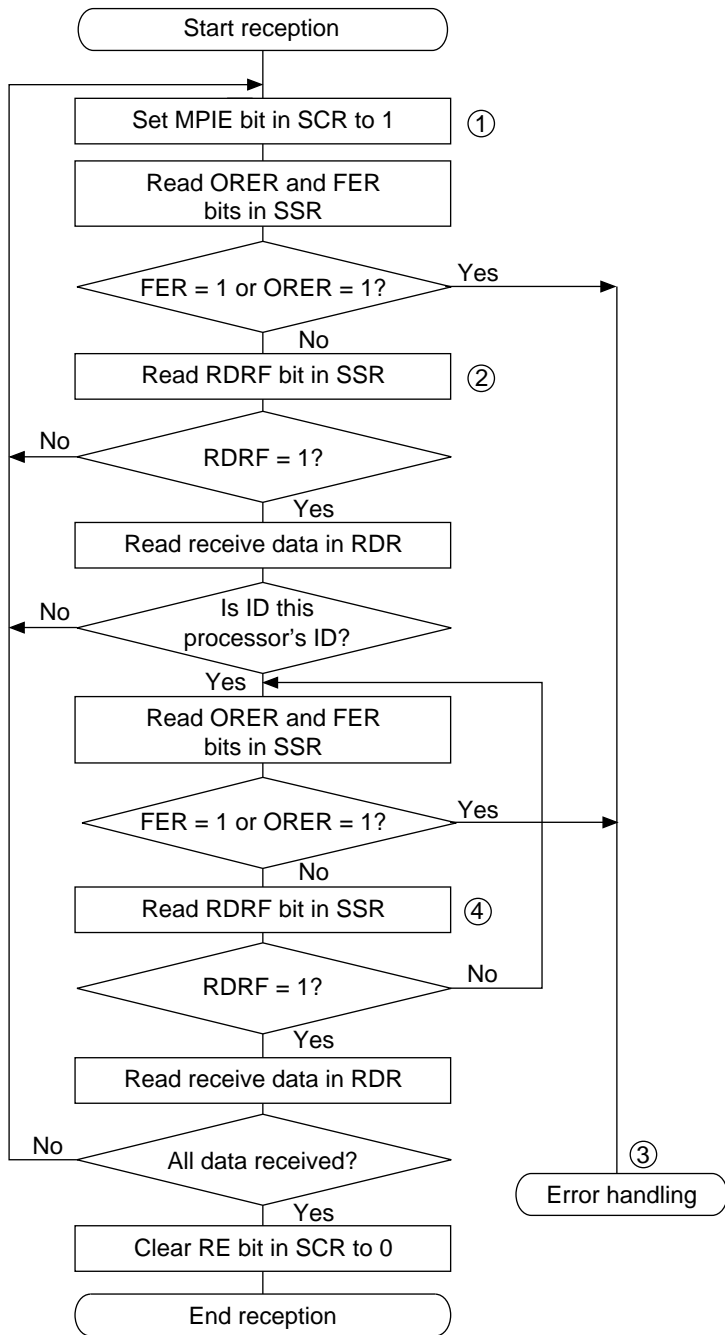 Start reception
Set MPIE bit in SCR to 1
①
Read ORER and FER
bits in SSR
FER = 1 or ORER = 1?
Yes
No
Read RDRF bit in SSR
②
No
RDRF = 1?
Yes
Read receive data in RDR
No
Is ID this
processor's ID?
Yes
Read ORER and FER
bits in SSR
FER = 1 or ORER = 1?
Yes
No
Read RDRF bit in SSR
④
RDRF = 1?
No
Yes
Read receive data in RDR
No
All data received?
③
Error handling
Yes
Clear RE bit in SCR to 0
End reception